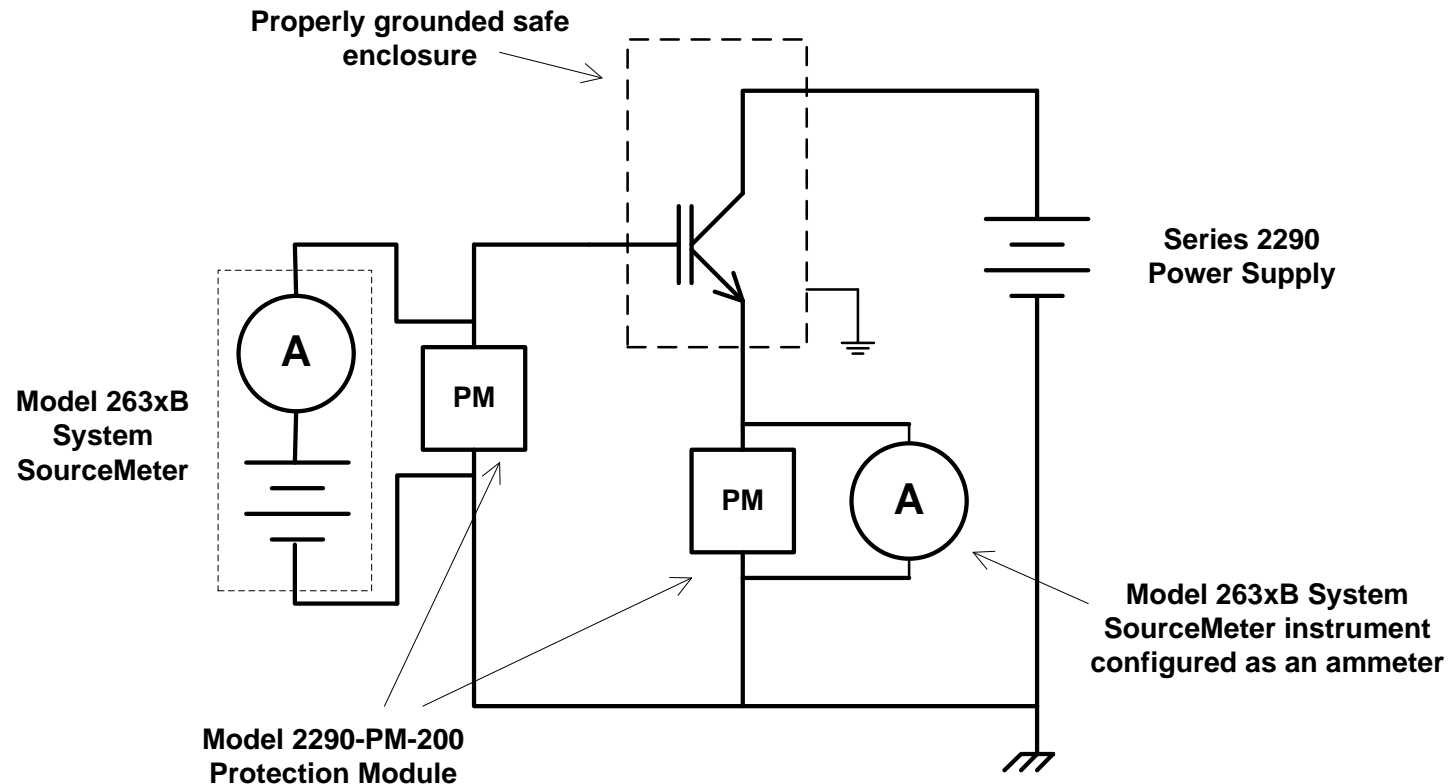 Properly grounded safe
enclosure
Series 2290
Power Supply
A
PM
Model 263xB
System
SourceMeter
PM
A
Model 263xB System
SourceMeter instrument
configured as an ammeter
Model 2290-PM-200
Protection Module